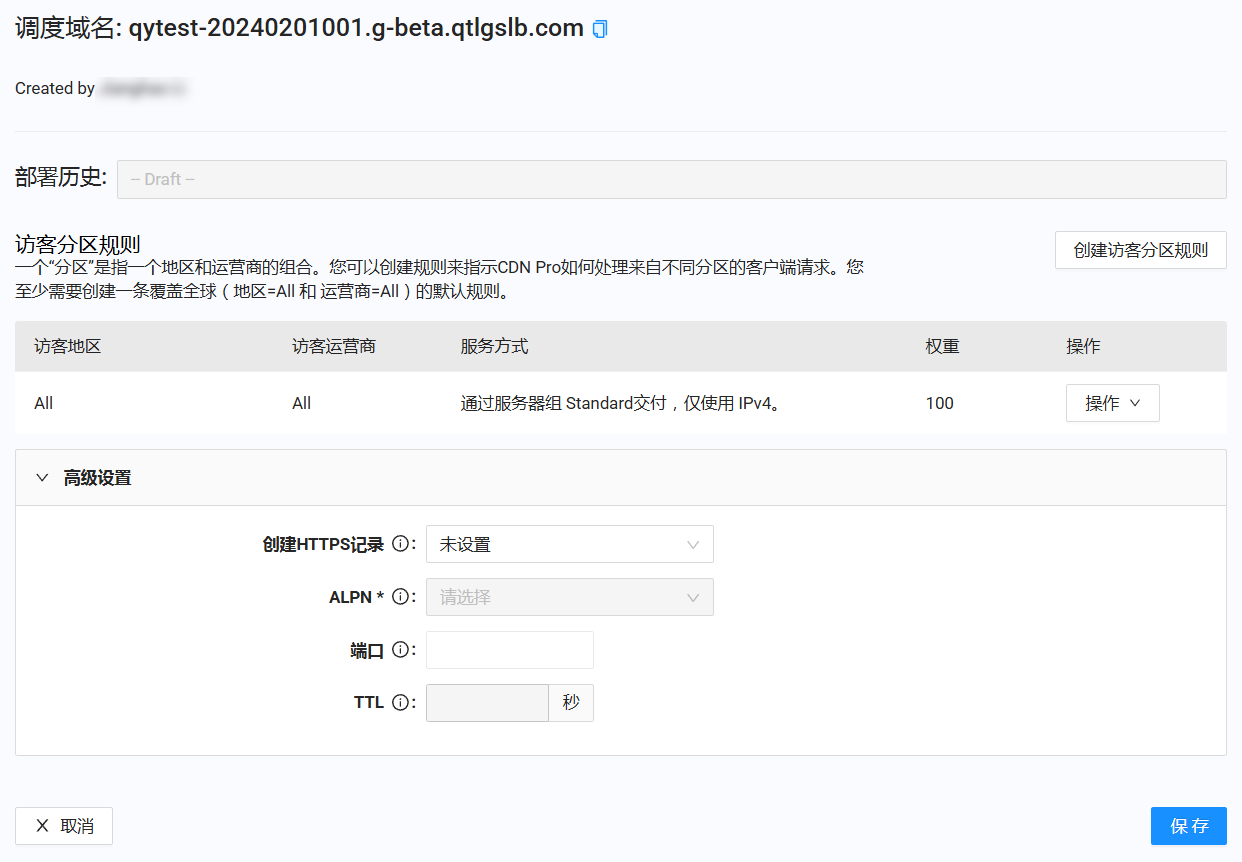 调度域名: qytest-20240201001.g-beta.qtlgslb.com
Created by
部署历史: -- Draft --
访客分区规则
创建访客分区规则
一个“分区”是指一个地区和运营商的组合。您可以创建规则来指示CDN Pro如何处理来自不同分区的客户端请求。您
至少需要创建一条覆盖全球（地区=All 和 运营商=All）的默认规则。
访客地区 访客运营商 服务方式 权重 操作
All All 通过服务器组 Standard交付，仅使用 IPv4。 100 操作
高级设置
创建HTTPS记录 : 未设置
ALPN * : 请选择
端口 :
TTL : 秒
取消 保存